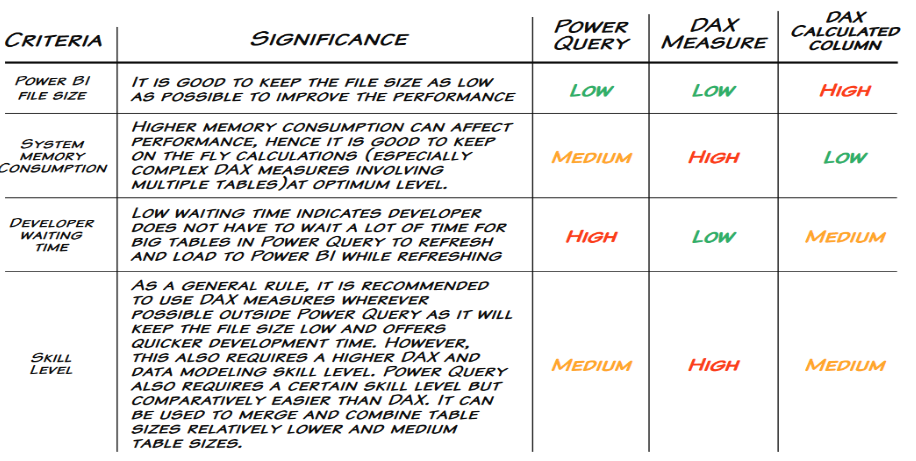 Criteria
Significance
Power
Query
DAX
Measure
DAX
Calculated
column
Power BI
file size
It is good to keep the file size as low
as possible to improve the performance
Low
Low
High
System
memory
Consumption
Higher memory consumption can affect
performance, hence it is good to keep
on the fly calculations (especially
complex DAX measures involving
multiple tables)at optimum level.
Medium
High
Low
Developer
waiting
time
Low waiting time indicates developer
does not have to wait a lot of time for
big tables in Power Query to refresh
and load to Power BI while refreshing
High
Low
Medium
Skill
Level
As a general rule, it is recommended
to use DAX measures wherever
possible outside Power Query as it will
keep the file size low and offers
quicker development time. However,
this also requires a higher DAX and
data modeling skill level. Power Query
also requires a certain skill level but
comparatively easier than DAX. It can
be used to merge and combine table
sizes relatively lower and medium
table sizes.
Medium
High
Medium